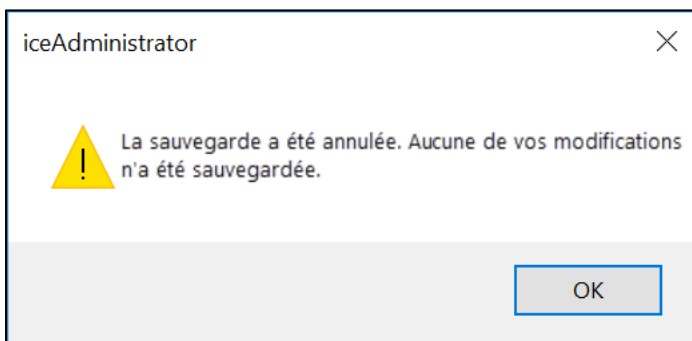 iceAdministrator
La sauvegarde a été annulée. Aucune de vos modifications
n'a été sauvegardée.
OK